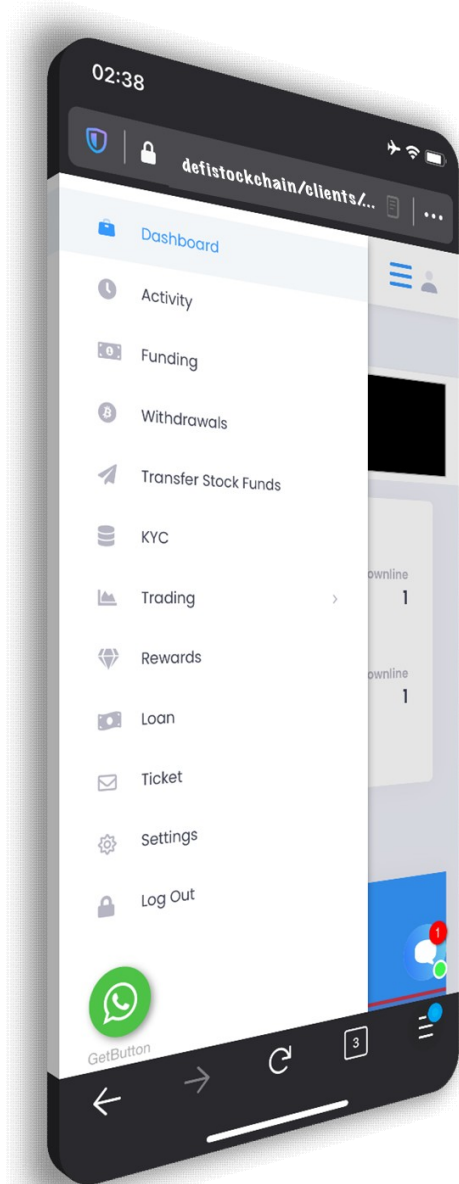 02:38
defistockchain/clients/...
Dashboard
Activity
Funding
Withdrawals
Transfer Stock Funds
KYC
ownline
Trading
1
Rewards
ownline
Loan
1
Ticket
Settings
Log Out
1
GetButton
3